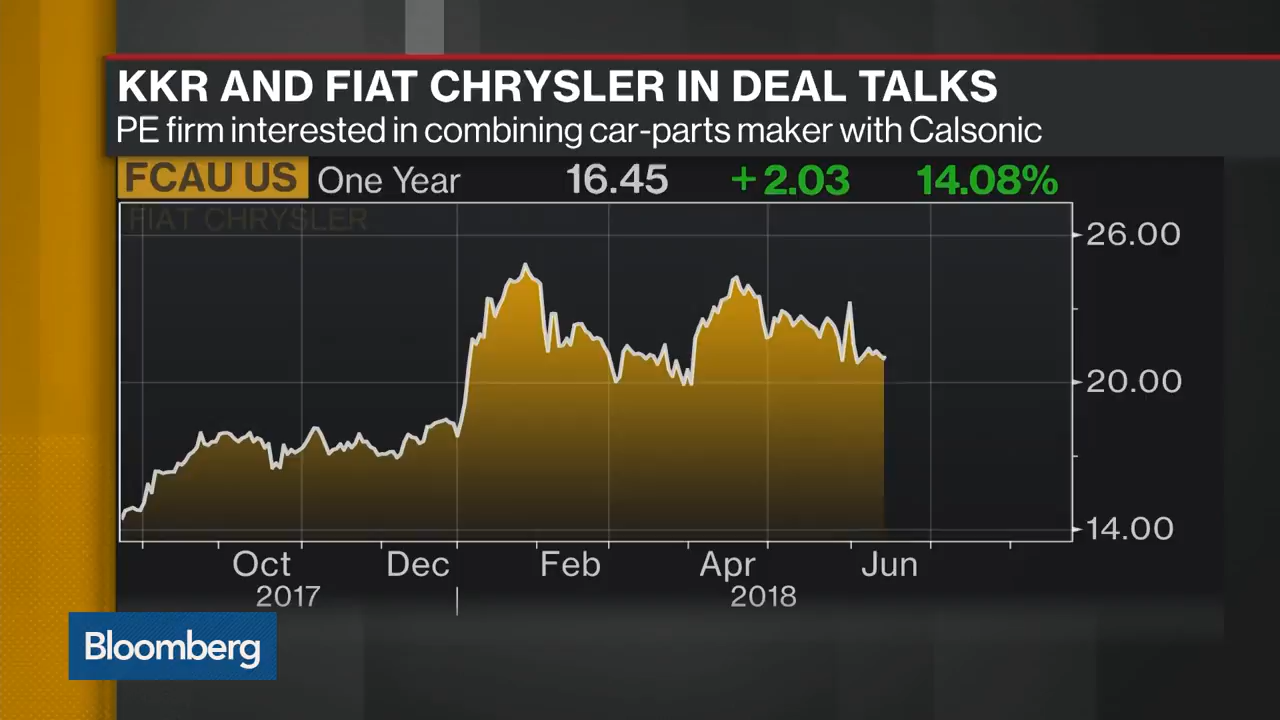 KKR AND FIAT CHRYSLER IN DEAL TALKS
PE firm interested in combining car-parts maker with Calsonic
FCAU US One Year 16.45 +2.03 14.08%
FIAT CHRYSLER
26.00
20.00
14.00
Oct Dec Feb Apr Jun
2017 2018
Bloomberg